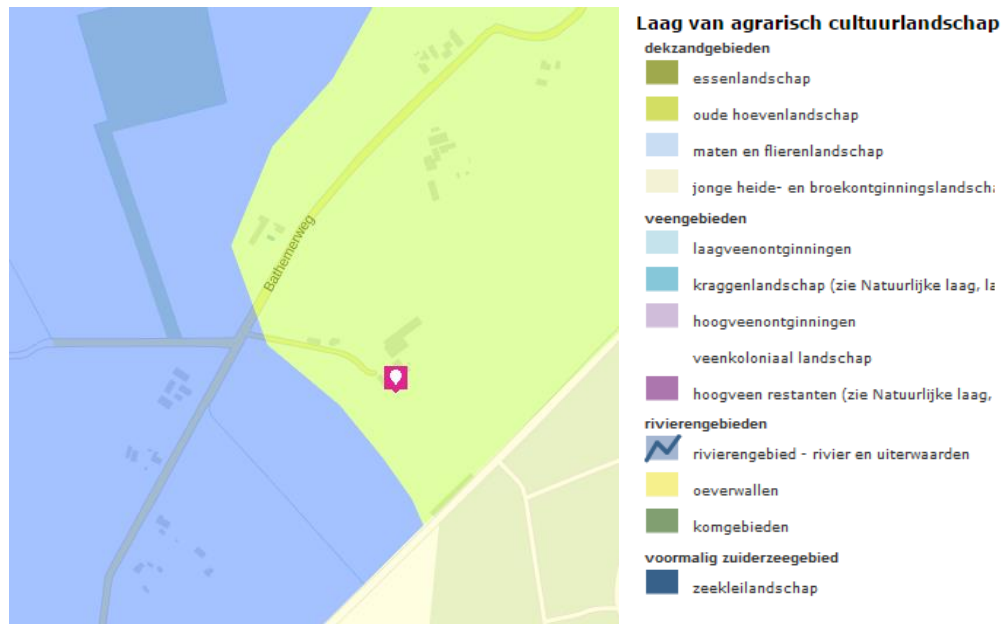 Bathemerweg
Laag van agrarisch cultuurlandschap
dekzandgebieden
essenlandschap
oude hoevenlandschap
maten en flierenlandschap
jonge heide- en broekontginningslandscha
veengebieden
laagveenontginningen
kraggenlandschap (zie Natuurlijke laag, la
hoogveenontginningen
veenkoloniaal landschap
hoogveen restanten (zie Natuurlijke laag,
rivierengebieden
rivierengebied - rivier en uiterwaarden
oeverwallen
komgebieden
voormalig zuiderzeegebied
zeekleilandschap